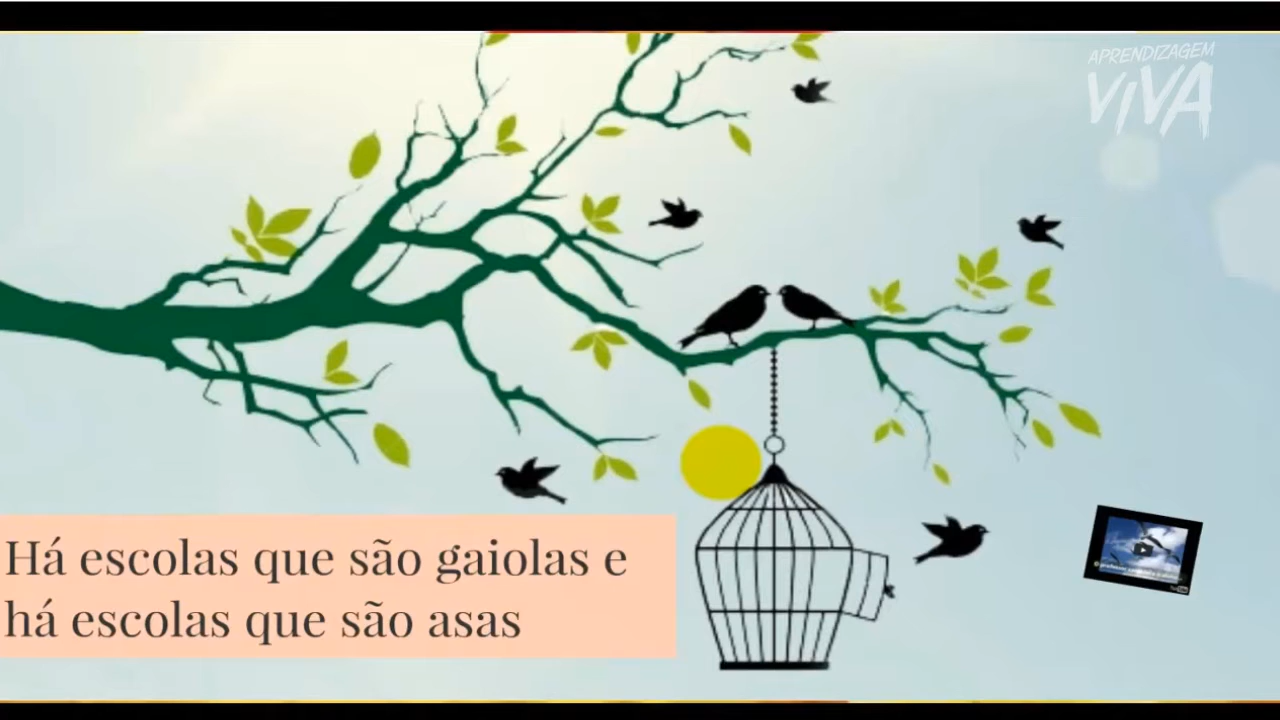 APRENDIZAGEM
VIVA
Há escolas que são gaiolas e
há escolas que são asas